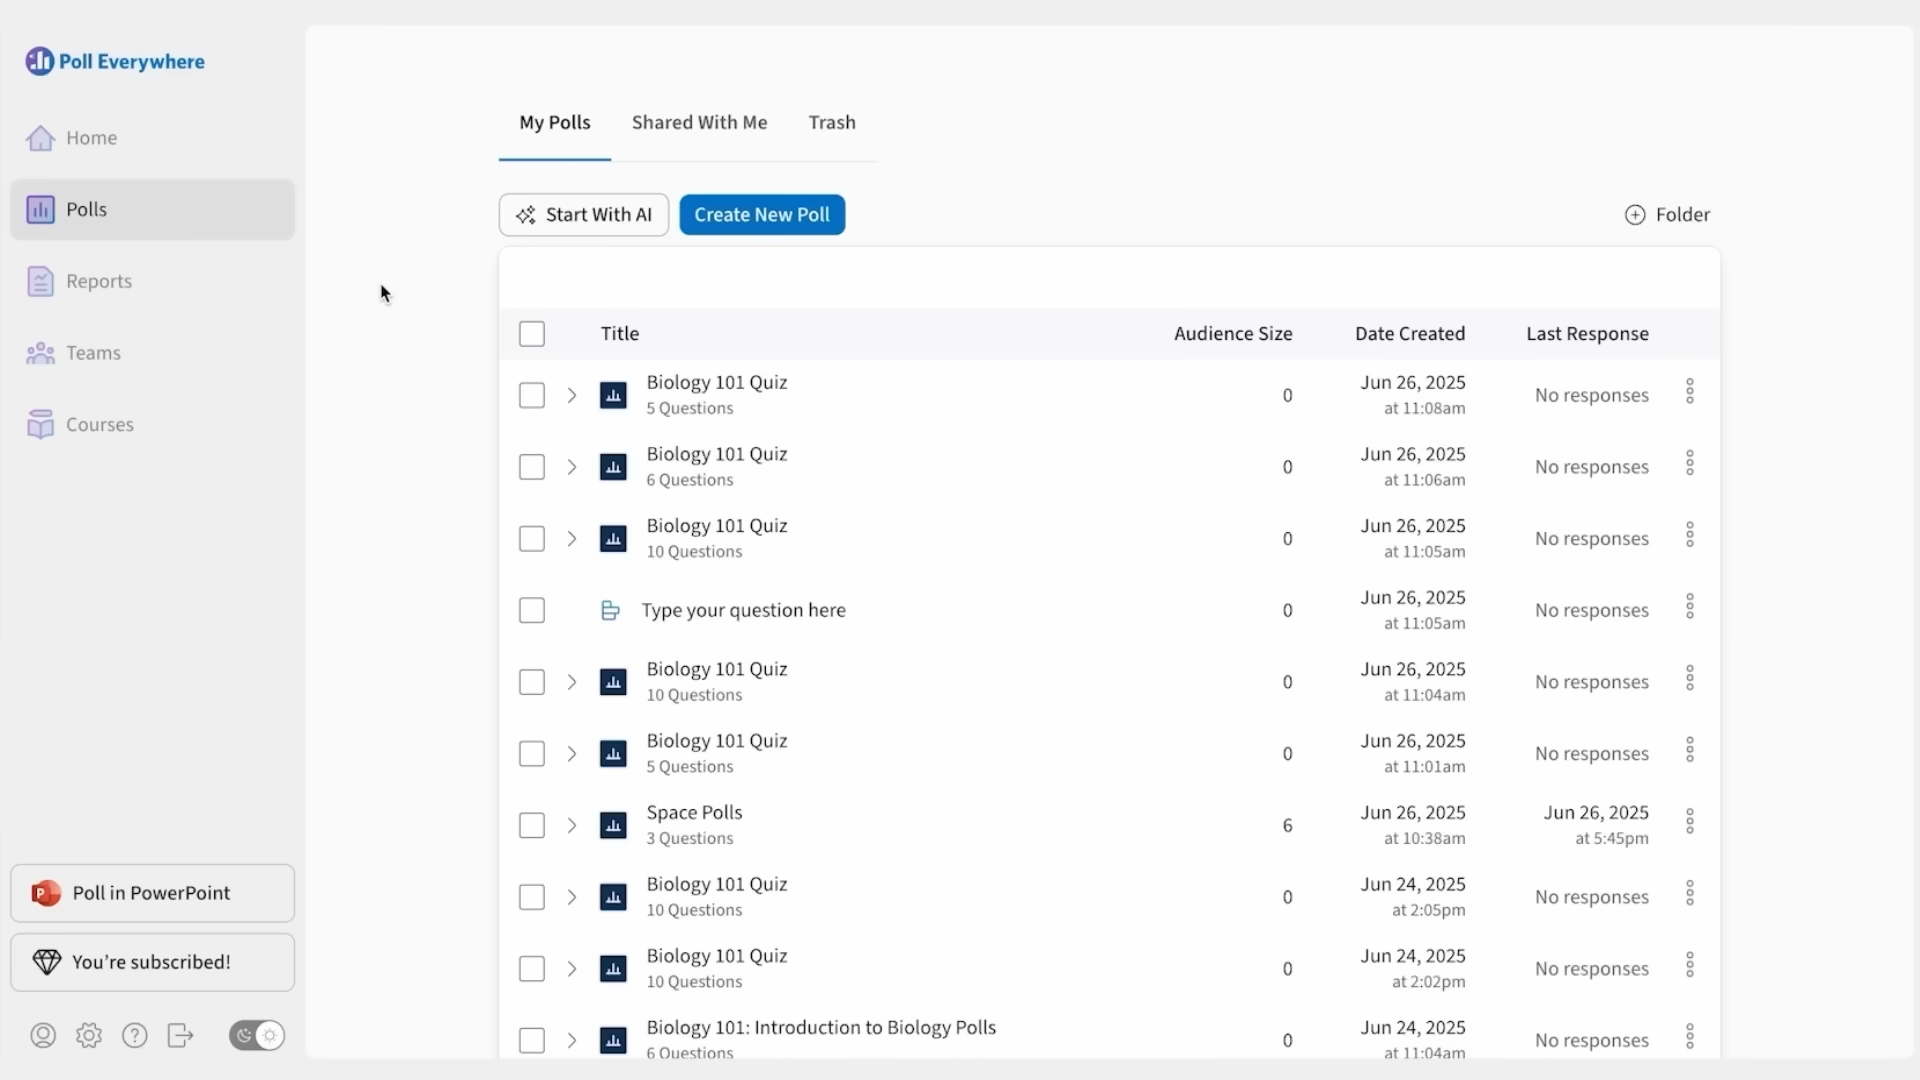 Poll Everywhere
Home
Polls
Reports
Teams
Courses
Poll in PowerPoint
You're subscribed!
My Polls Shared With Me Trash
Start With AI Create New Poll Folder
Title Audience Size Date Created Last Response
Biology 101 Quiz Jun 26, 2025
5 Questions 0 at 11:08am No responses
Biology 101 Quiz Jun 26, 2025
6 Questions 0 at 11:06am No responses
Biology 101 Quiz Jun 26, 2025
10 Questions 0 at 11:05am No responses
Type your question here 0 Jun 26, 2025 No responses
at 11:05am
Biology 101 Quiz Jun 26, 2025
10 Questions 0 at 11:04am No responses
Biology 101 Quiz Jun 26, 2025
5 Questions 0 at 11:01am No responses
Space Polls Jun 26, 2025 Jun 26, 2025
3 Questions 6 at 10:38am at 5:45pm
Biology 101 Quiz Jun 24, 2025
10 Questions 0 at 2:05pm No responses
Biology 101 Quiz Jun 24, 2025
10 Questions 0 at 2:02pm No responses
Biology 101: Introduction to Biology Polls Jun 24, 2025
6 Questions 0 at 11:04am No responses